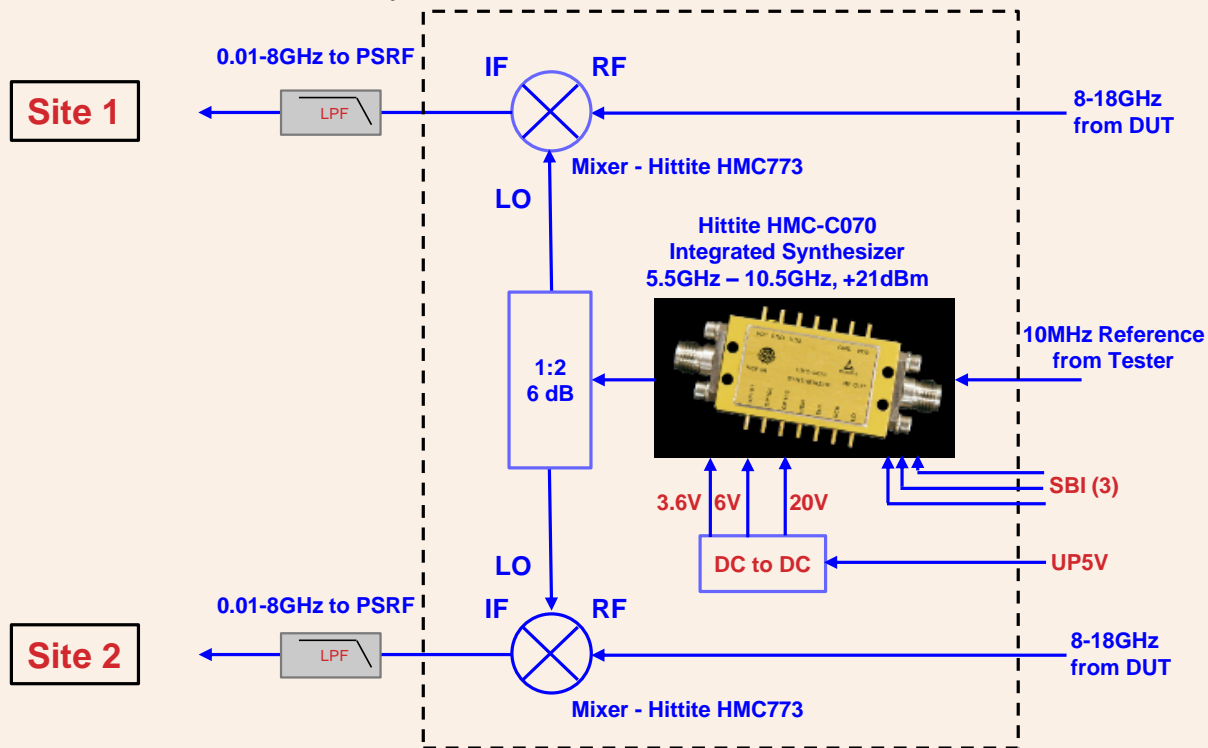 0.01-8GHz to PSRF
IF
RF
Site 1
LPF
8-18GHz
from DUT
Mixer - Hittite HMC773
LO
Hittite HMC-C070
Integrated Synthesizer
5.5GHz – 10.5GHz, +21dBm
10MHz Reference
from Tester
1:2
6 dB
3.6V
6V
20V
SBI (3)
DC to DC
UP5V
LO
0.01-8GHz to PSRF
IF
RF
Site 2
LPF
8-18GHz
from DUT
Mixer - Hittite HMC773